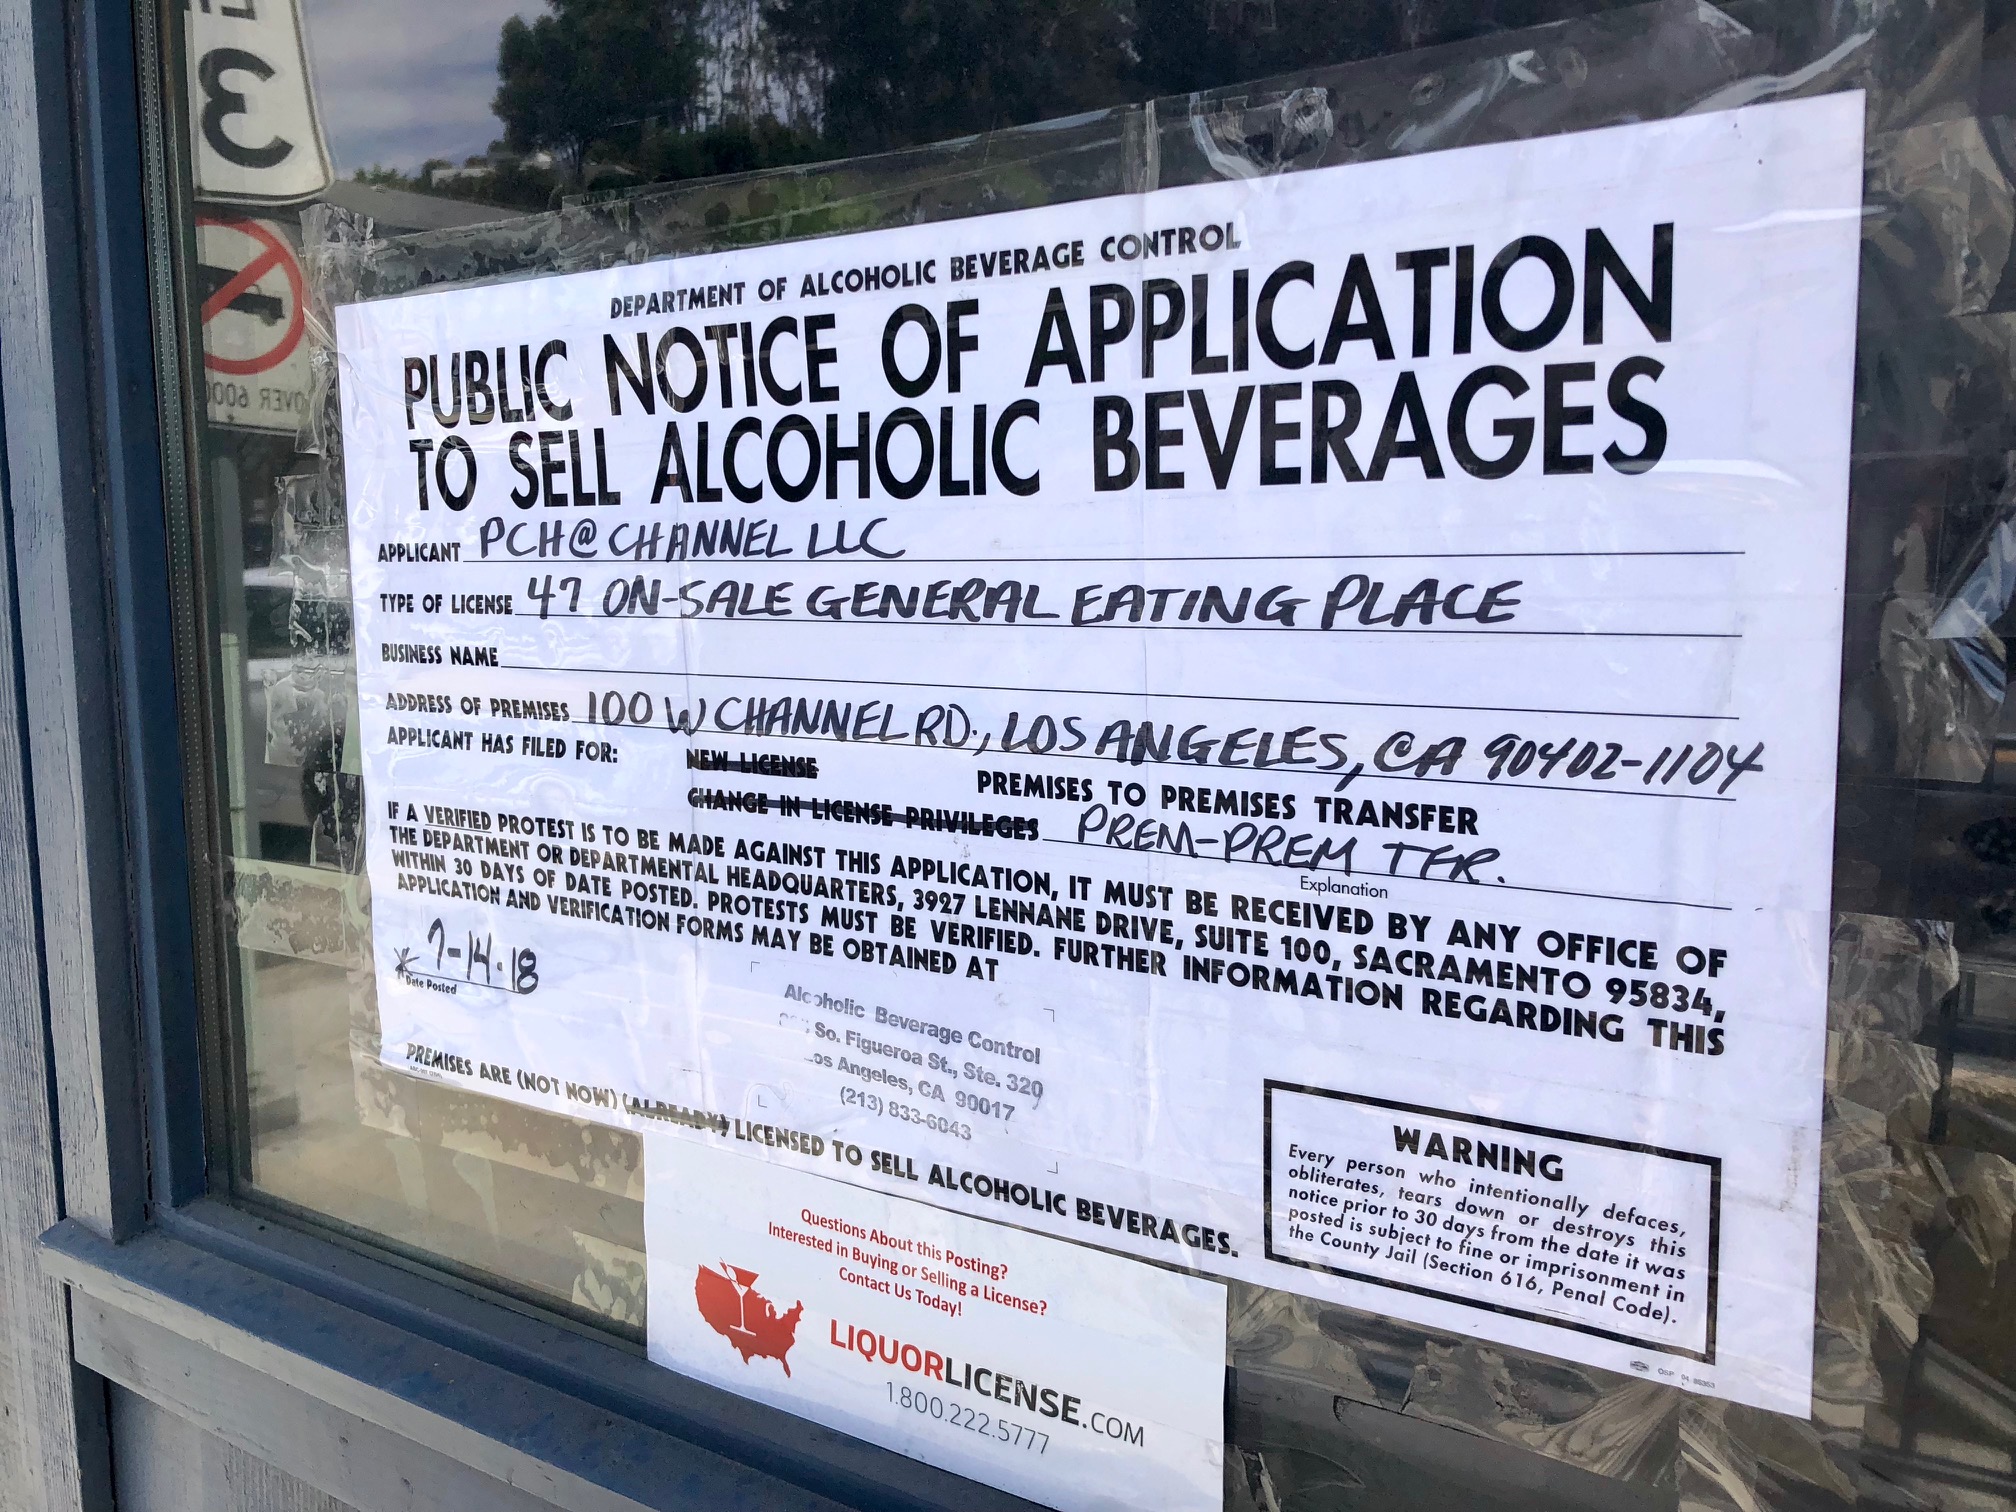 3
OVER 6000
DEPARTMENT OF ALCOHOLIC BEVERAGE CONTROL
PUBLIC NOTICE OF APPLICATION
TO SELL ALCOHOLIC BEVERAGES
APPLICANT PCH@CHANNEL LLC
TYPE OF LICENSE 47 ON-SALE GENERAL EATING PLACE
BUSINESS NAME
ADDRESS OF PREMISES 100 W CHANNEL RD., LOS ANGELES, CA 90402-1104
APPLICANT HAS FILED FOR: NEW LICENSE PREMISES TO PREMISES TRANSFER
CHANGE IN LICENSE PRIVILEGES PREM-PREM TFR.
Explanation
IF A VERIFIED PROTEST IS TO BE MADE AGAINST THIS APPLICATION, IT MUST BE RECEIVED BY ANY OFFICE OF
THE DEPARTMENT OR DEPARTMENTAL HEADQUARTERS, 3927 LENNANE DRIVE, SUITE 100, SACRAMENTO 95834,
WITHIN 30 DAYS OF DATE POSTED. PROTESTS MUST BE VERIFIED. FURTHER INFORMATION REGARDING THIS
APPLICATION AND VERIFICATION FORMS MAY BE OBTAINED AT
* 7-14-18
Date Posted
Alcoholic Beverage Control
So. Figueroa St., Ste. 320
Los Angeles, CA 90017
(213) 833-6043
PREMISES ARE (NOT NOW) (ALREADY) LICENSED TO SELL ALCOHOLIC BEVERAGES.
WARNING
Every person who intentionally defaces,
obliterates, tears down or destroys this
notice prior to 30 days from the date it was
posted is subject to fine or imprisonment in
the County Jail (Section 616, Penal Code).
Questions About this Posting?
Interested in Buying or Selling a License?
Contact Us Today!
LIQUORLICENSE.COM
1.800.222.5777